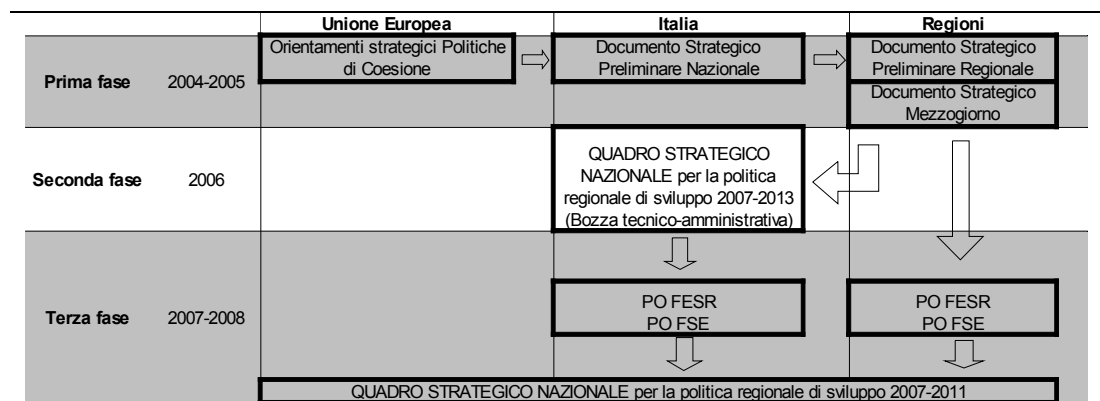 Unione Europea Italia Regioni
Prima fase 2004-2005
Orientamenti strategici Politiche
di Coesione
Documento Strategico
Preliminare Nazionale
Documento Strategico
Preliminare Regionale
Documento Strategico
Mezzogiorno
Seconda fase 2006
QUADRO STRATEGICO
NAZIONALE per la politica
regionale di sviluppo 2007-2013
(Bozza tecnico-amministrativa)
Terza fase 2007-2008
PO FESR
PO FSE
PO FESR
PO FSE
QUADRO STRATEGICO NAZIONALE per la politica regionale di sviluppo 2007-2011